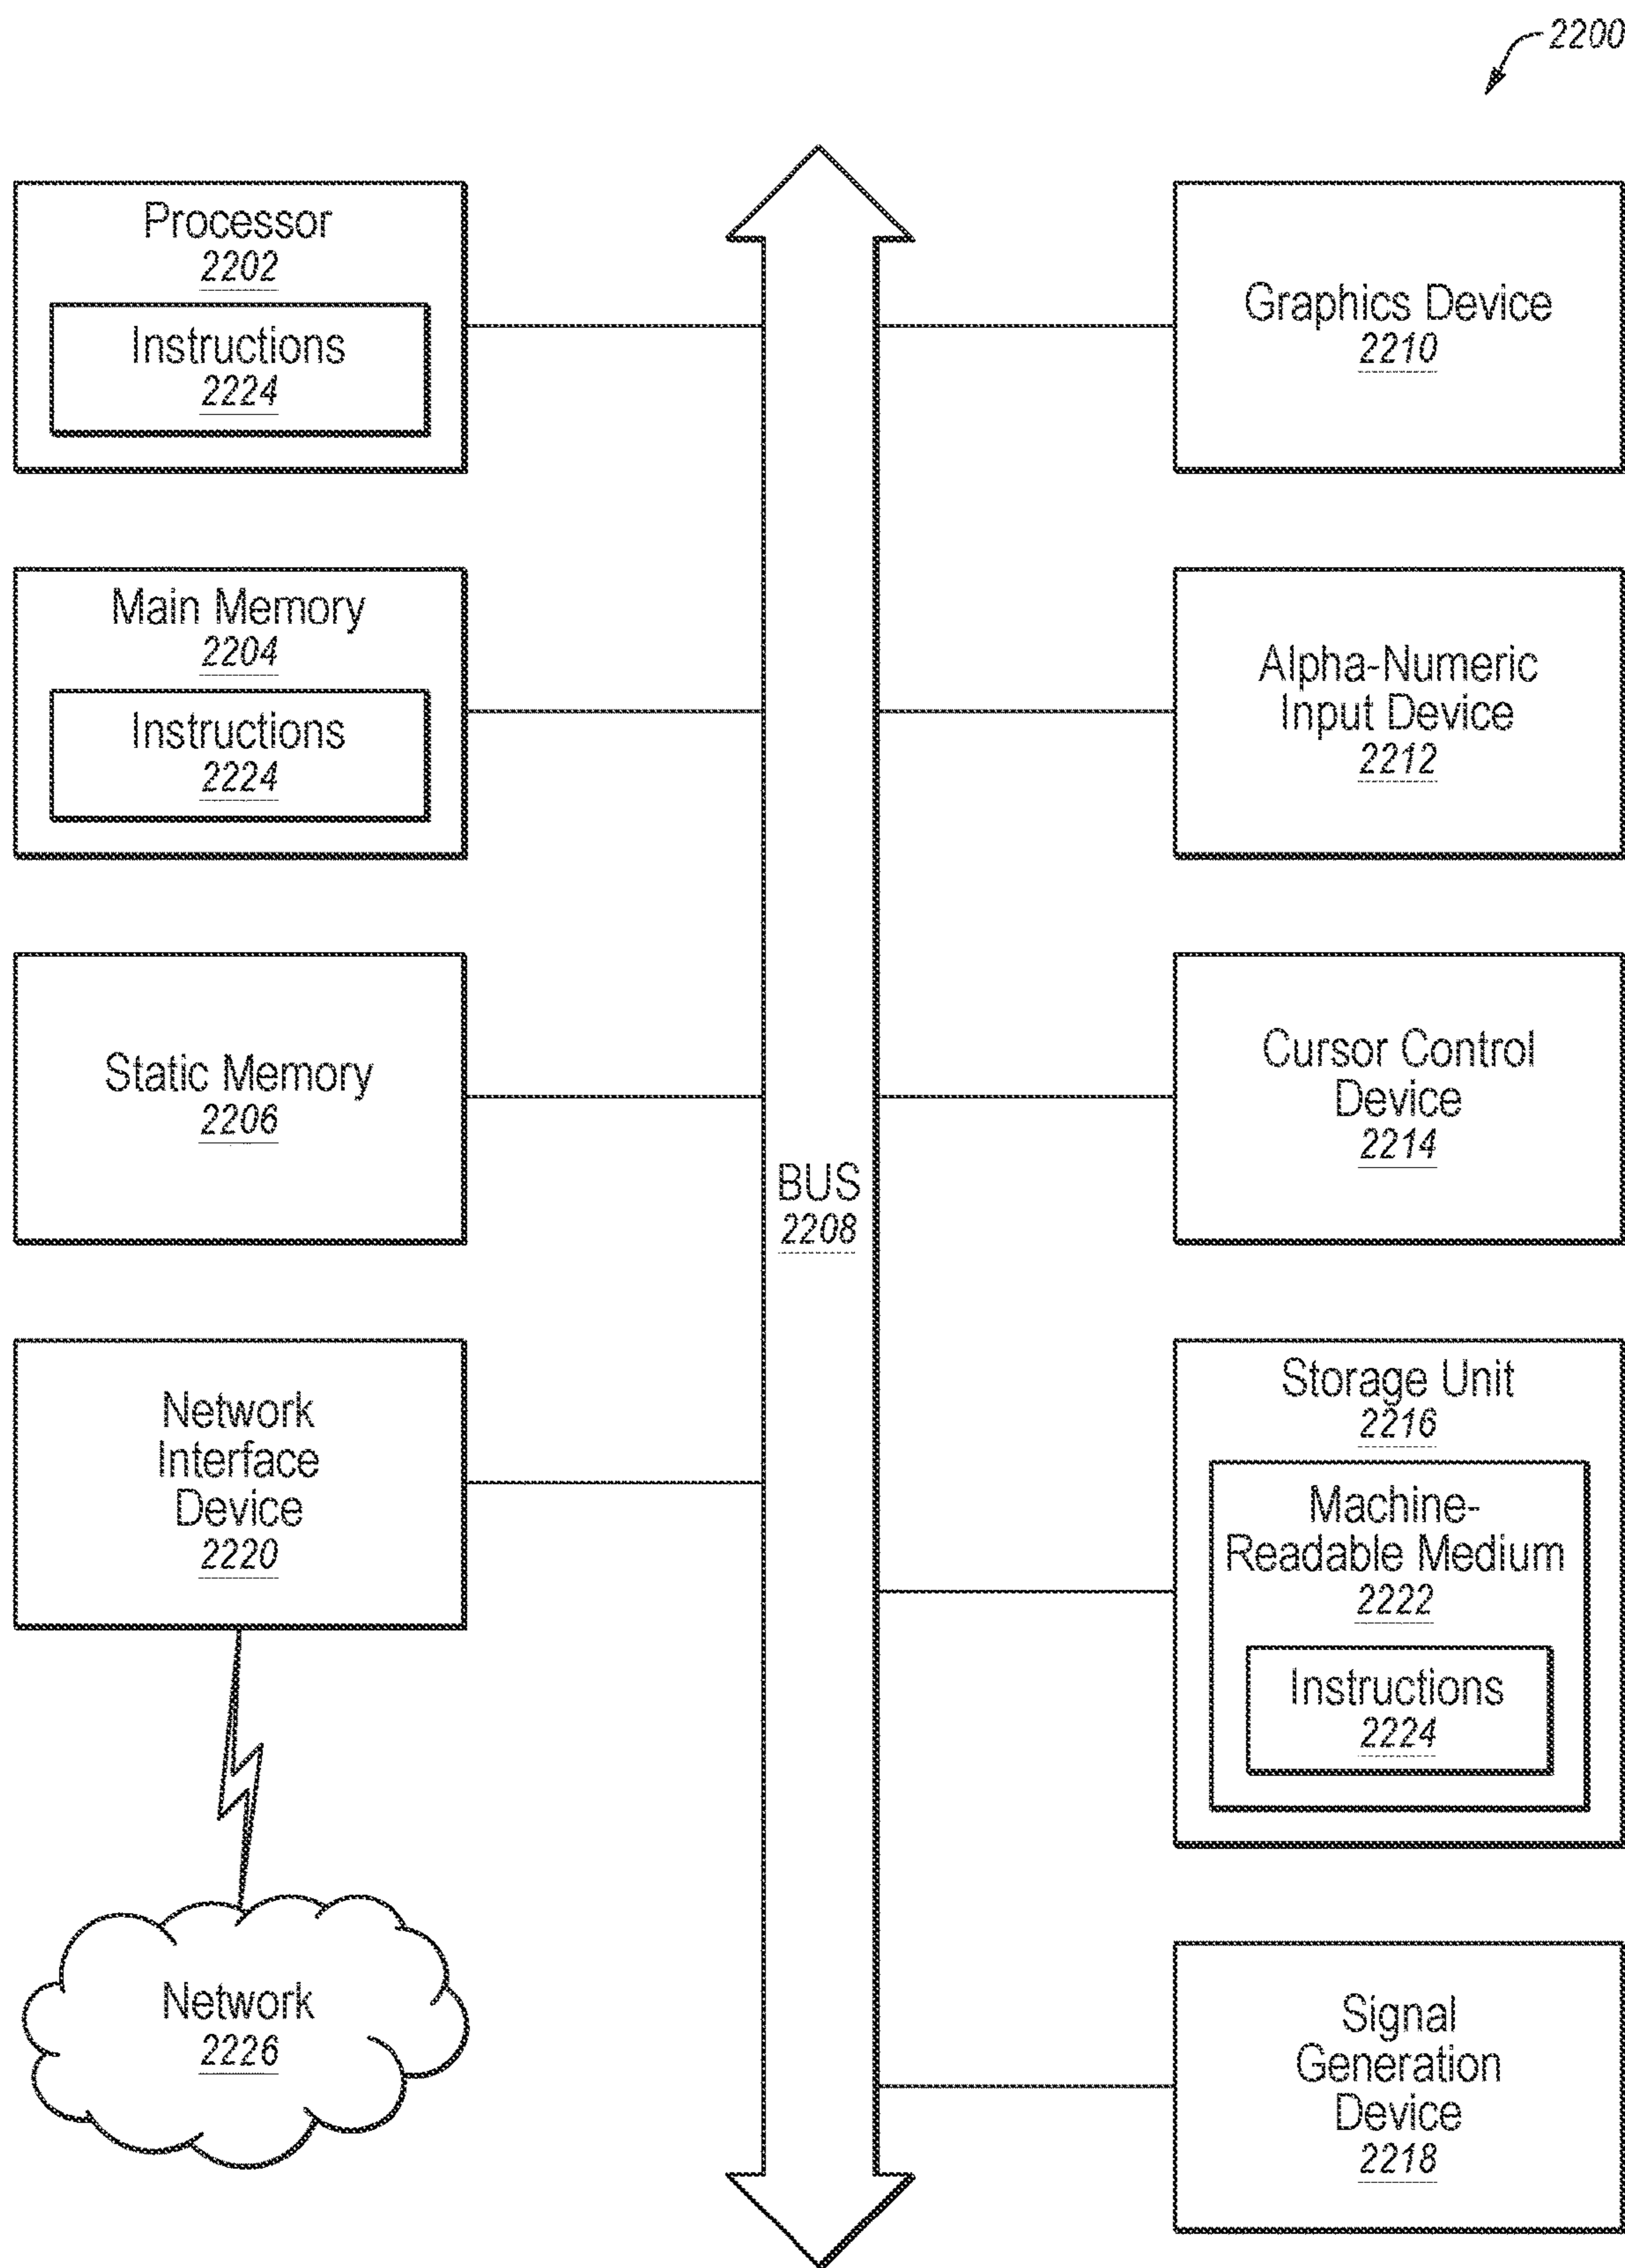 2200
Processor
2202
Instructions
2224
Main Memory
2204
Instructions
2224
Static Memory
2206
Network
Interface
Device
2220
Network
2226
BUS
2208
Graphics Device
2210
Alpha-Numeric
Input Device
2212
Cursor Control
Device
2214
Storage Unit
2216
Machine-
Readable Medium
2222
Instructions
2224
Signal
Generation
Device
2218